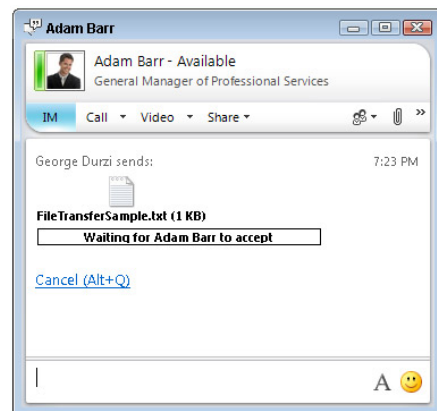 Adam Barr
Adam Barr - Available
General Manager of Professional Services
IM Call Video Share
George Durzi sends: 7:23 PM
FileTransferSample.txt (1 KB)
Waiting for Adam Barr to accept
Cancel (Alt+Q)
A